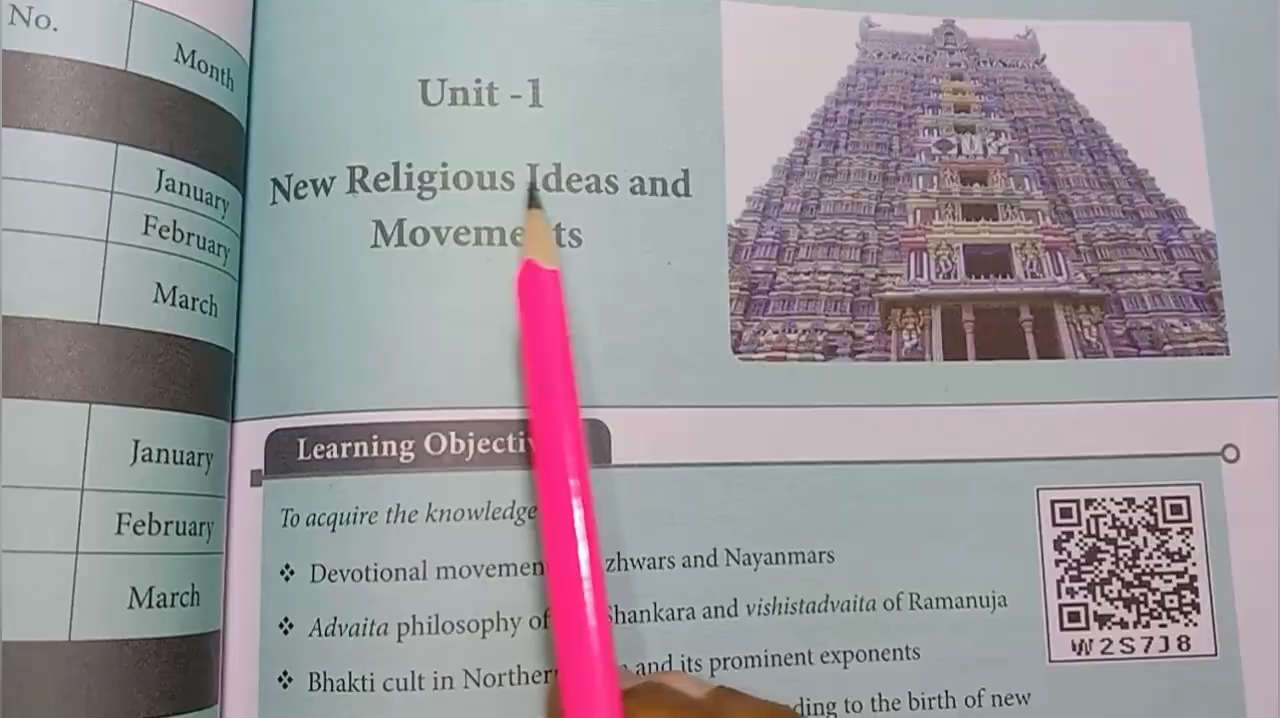 No.
Month
January
February
March
January
February
March
Unit -1
New Religious Ideas and
Movements
Learning Objecti
To acquire the knowledge
❖ Devotional movemen zhwars and Nayanmars
❖ Advaita philosophy of Shankara and vishistadvaita of Ramanuja
❖ Bhakti cult in Norther and its prominent exponents
ding to the birth of new
W2S7J8